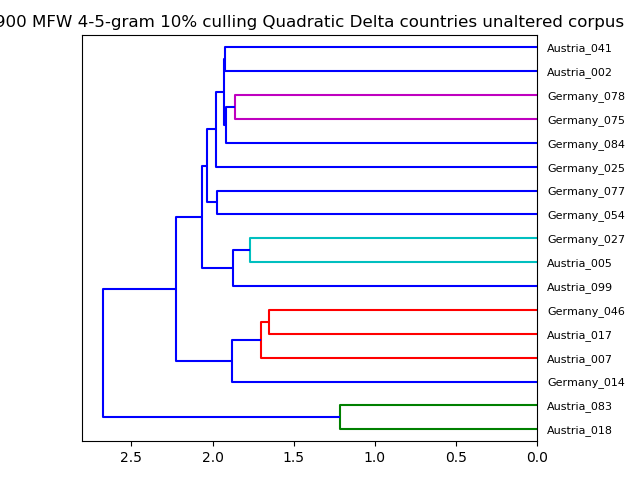 900 MFW 4-5-gram 10% culling Quadratic Delta countries unaltered corpus
Austria_041
Austria_002
Germany_078
Germany_075
Germany_084
Germany_025
Germany_077
Germany_054
Germany_027
Austria_005
Austria_099
Germany_046
Austria_017
Austria_007
Germany_014
Austria_083
Austria_018
2.5 2.0 1.5 1.0 0.5 0.0